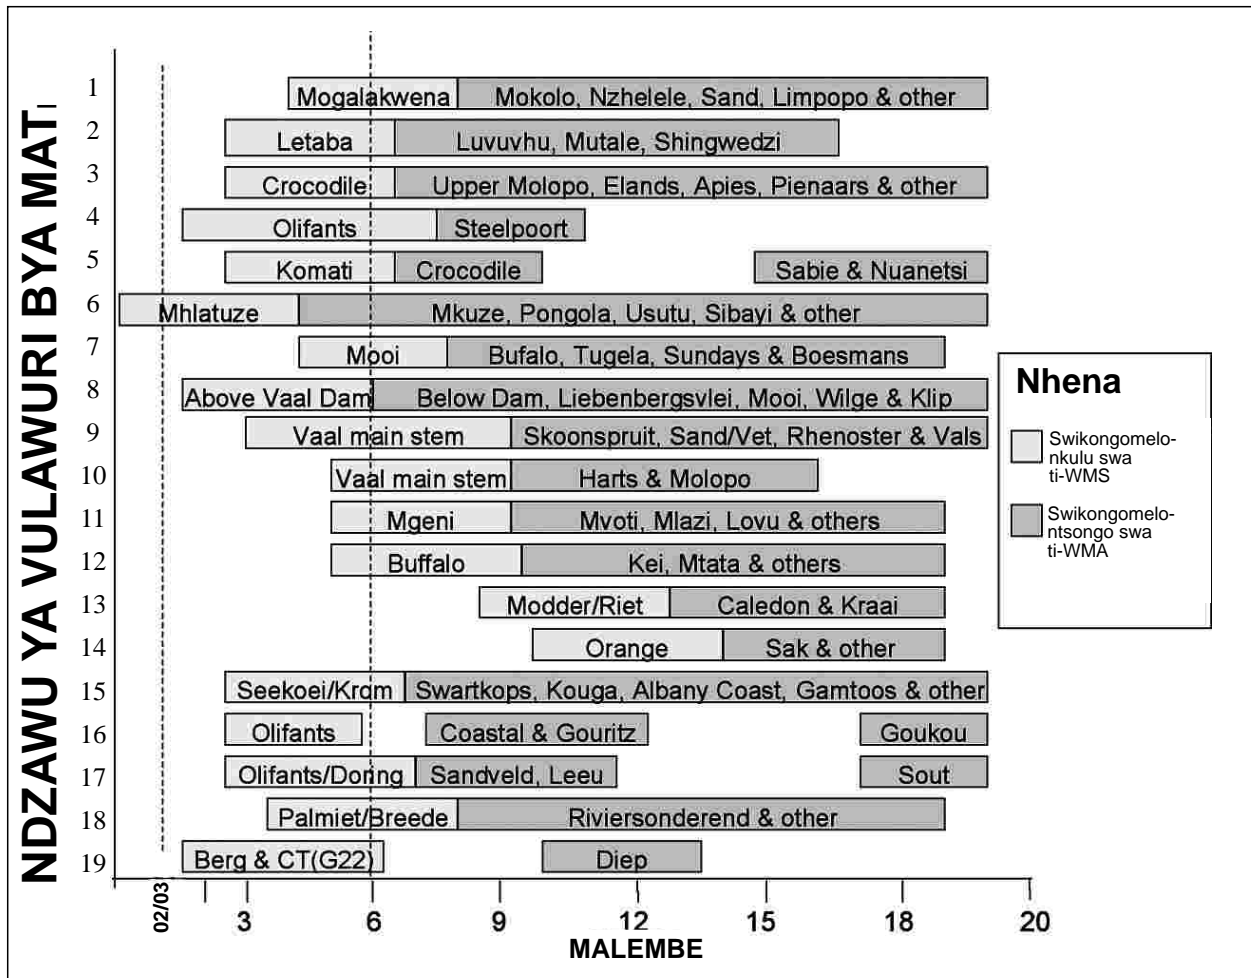 NDZAWU YA VULAWURI BYA MATI
1 Mogalakwena Mokolo, Nzhelele, Sand, Limpopo & other
2 Letaba Luvuvhu, Mutale, Shingwedzi
3 Crocodile Upper Molopo, Elands, Apies, Pienaars & other
4 Olifants Steelpoort
5 Komati Crocodile Sabie & Nuanetsi
6 Mhlatuze Mkuze, Pongola, Usutu, Sibayi & other
7 Mooi Bufalo, Tugela, Sundays & Boesmans
8 Above Vaal Dam Below Dam, Liebenbergsvlei, Mooi, Wilge & Klip
9 Vaal main stem Skoonspruit, Sand/Vet, Rhenoster & Vals
10 Vaal main stem Harts & Molopo
11 Mgeni Mvoti, Mlazi, Lovu & others
12 Buffalo Kei, Mtata & others
13 Modder/Riet Caledon & Kraai
14 Orange Sak & other
15 Seekoei/Krom Swartkops, Kouga, Albany Coast, Gamtoos & other
16 Olifants Coastal & Gouritz Goukou
17 Olifants/Doring Sandveld, Leeu Sout
18 Palmiet/Breede Riviersonderend & other
19 Berg & CT(G22) Diep
02/03 3 6 9 12 15 18 20
MALEMBE
Nhena
Swikongomelo-
nkulu swa
ti-WMS
Swikongomelo-
ntsongo swa
ti-WMA